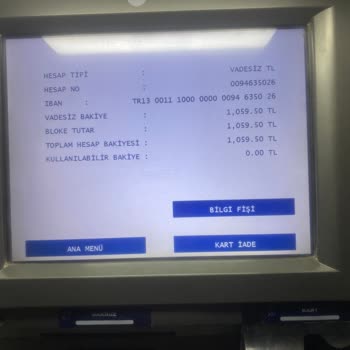 HESAP TİPİ : VADESİZ TL
HESAP NO : 0094635026
IBAN : TR13 0011 1000 0000 0094 6350 26
VADESİZ BAKİYE : 1,059.50 TL
BLOKE TUTAR : 1,059.50 TL
TOPLAM HESAP BAKİYESİ : 1,059.50 TL
KULLANILABİLİR BAKİYE : 0.00 TL
BİLGİ FİŞİ
ANA MENÜ
KART İADE